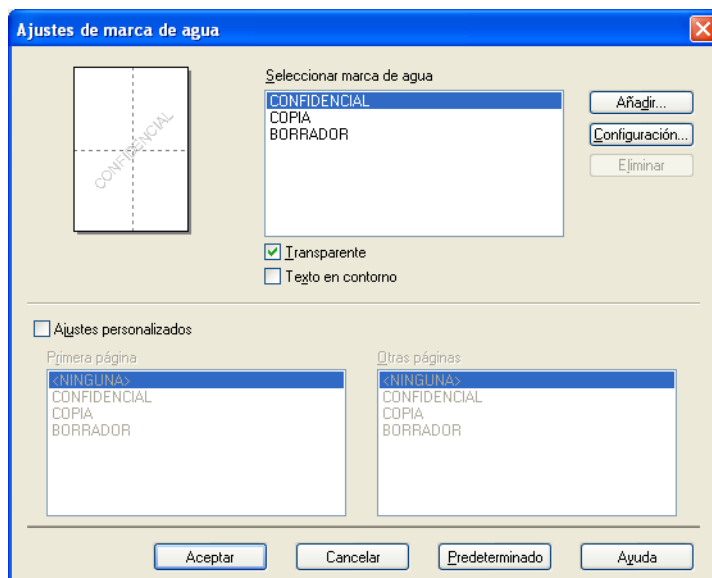 Ajustes de marca de agua
CONFIDENCIAL
Seleccionar marca de agua
CONFIDENCIAL
COPIA
BORRADOR
Añadir...
Configuración...
Eliminar
Transparente
Texto en contorno
Ajustes personalizados
Primera página
<NINGUNA>
CONFIDENCIAL
COPIA
BORRADOR
Otras páginas
<NINGUNA>
CONFIDENCIAL
COPIA
BORRADOR
Aceptar
Cancelar
Predeterminado
Ayuda